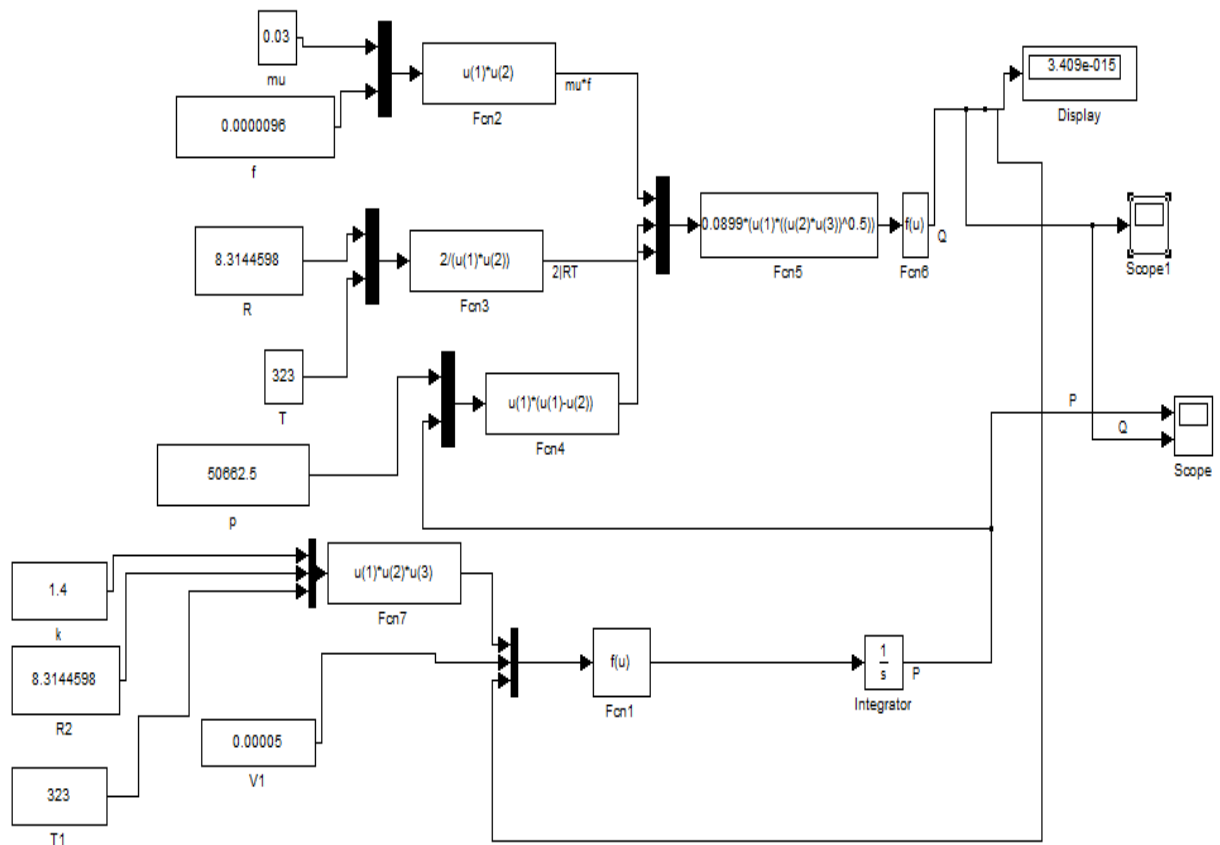 0.03
mu
0.0000096
f
u(1)*u(2)
Fcn2
mu*f
3.409e-015
Display
8.3144598
R
323
T
2/(u(1)*u(2))
Fcn3
2|RT
0.0899*(u(1)*((u(2)*u(3))^0.5))
Fcn5
f(u)
Fcn6
Q
Scope1
50662.5
p
u(1)*(u(1)-u(2))
Fcn4
P
Q
Scope
1.4
k
8.3144598
R2
323
T1
u(1)*u(2)*u(3)
Fcn7
0.00005
V1
f(u)
Fcn1
1
s
Integrator
P